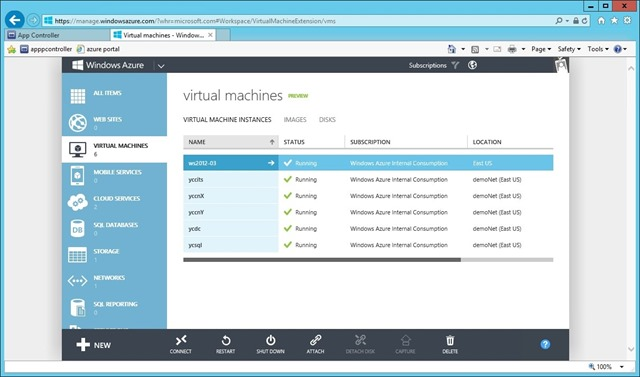 https://manage.windowsazure.com/?whr=microsoft.com#Workspace/VirtualMachineExtension/vms
App Controller
Virtual machines - Window...
apppcontroller
azure portal
Page
Safety
Tools
Windows Azure
Subscriptions
ALL ITEMS
WEB SITES
0
VIRTUAL MACHINES
6
MOBILE SERVICES
0
CLOUD SERVICES
2
SQL DATABASES
0
STORAGE
1
NETWORKS
1
SQL REPORTING
0
virtual machines PREVIEW
VIRTUAL MACHINE INSTANCES IMAGES DISKS
NAME STATUS SUBSCRIPTION LOCATION
ws2012-03 Running Windows Azure Internal Consumption East US
Running Windows Azure Internal Consumption demoNet (East US)
yccnX Running Windows Azure Internal Consumption demoNet (East US)
yccnY Running Windows Azure Internal Consumption demoNet (East US)
ycdc Running Windows Azure Internal Consumption demoNet (East US)
ycsql Running Windows Azure Internal Consumption demoNet (East US)
NEW
CONNECT
RESTART
SHUT DOWN
ATTACH
DETACH DISK
CAPTURE
DELETE
?
100%